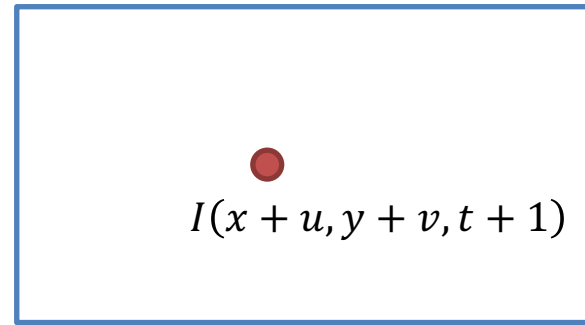 I(x + u, y + v, t + 1)